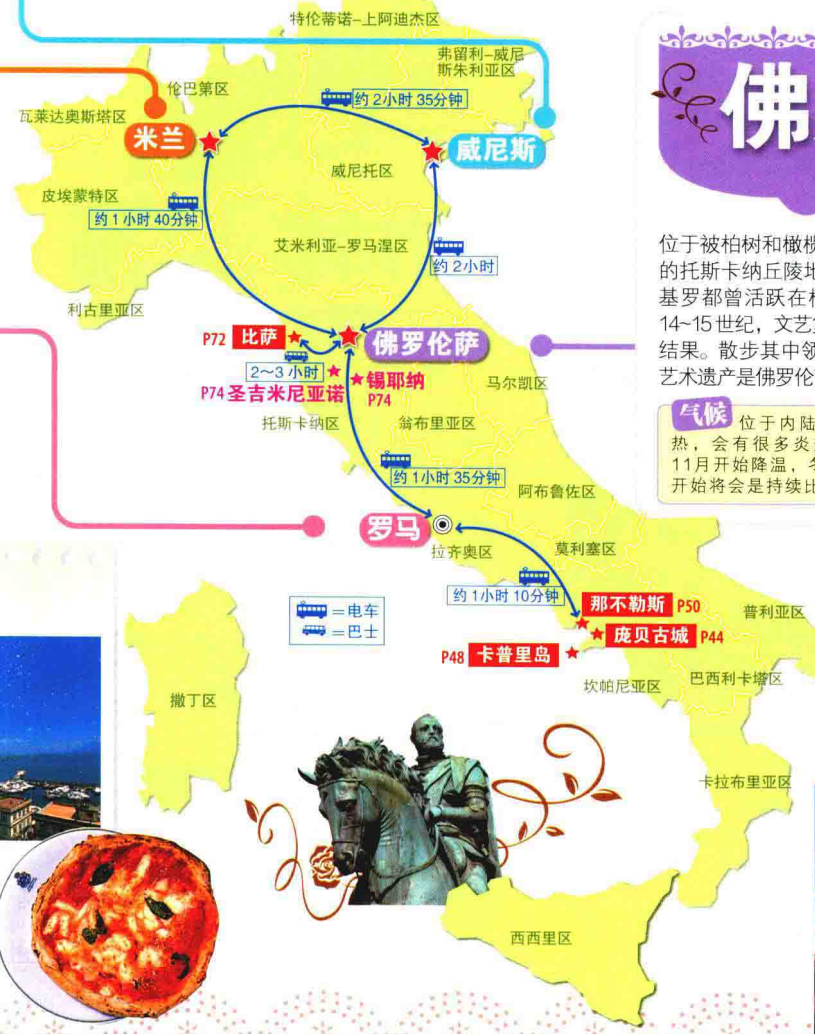 特伦蒂诺-上阿迪杰区
弗留利-威尼
斯朱利亚区
伦巴第区
约2小时35分钟
瓦莱达奥斯塔区
米兰
威尼斯
威尼托区
皮埃蒙特区
约1小时40分钟
艾米利亚-罗马涅区
约2小时
利古里亚区
P72 比萨
佛罗伦萨
2~3小时
锡耶纳
P74
P74 圣吉米尼亚诺
马尔凯区
托斯卡纳区
翁布里亚区
约1小时35分钟
阿布鲁佐区
罗马
拉齐奥区
莫利塞区
约1小时10分钟
=电车
=巴士
那不勒斯 P50
普利亚区
庞贝古城 P44
P48 卡普里岛
坎帕尼亚区
巴西利卡塔区
撒丁区
卡拉布里亚区
西西里区
佛
位于被柏树和橄榄
的托斯卡纳丘陵地
基罗都曾活跃在
14~15世纪，文艺
结果。散步其中领
艺术遗产是佛罗伦
气候 位于内陆
热，会有很多炎
11月开始降温，
开始将会是持续比